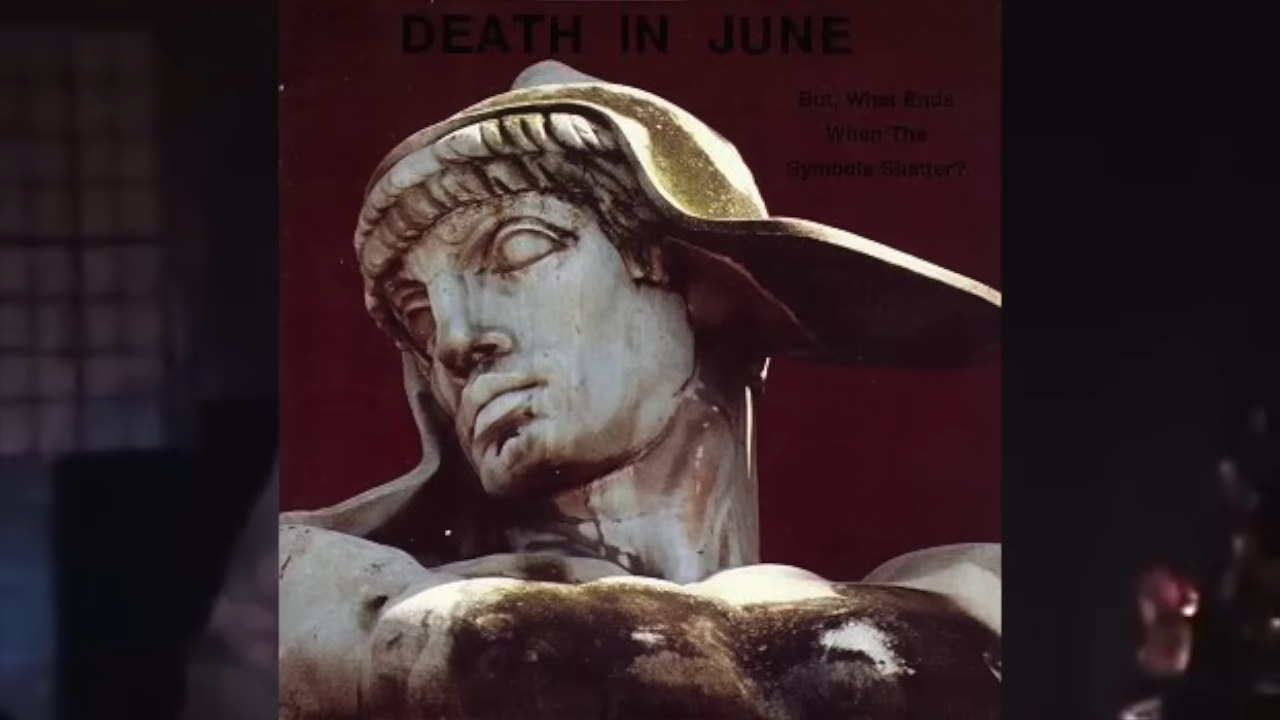 DEATH IN JUNE
But, What Ends
When The
Symbols Shatter?